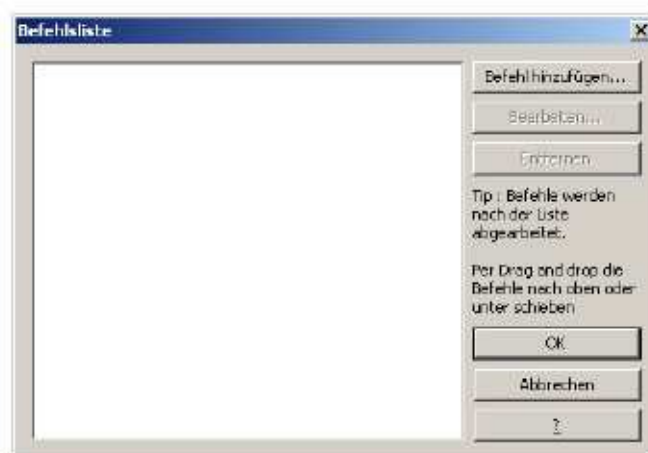 Befehlsliste
Befehl hinzufügen...
Bearbeiten...
Entfernen
Tip : Befehle werden
nach der Liste
abgearbeitet.
Per Drag and drop die
Befehle nach oben oder
unter schieben
OK
Abbrechen
?